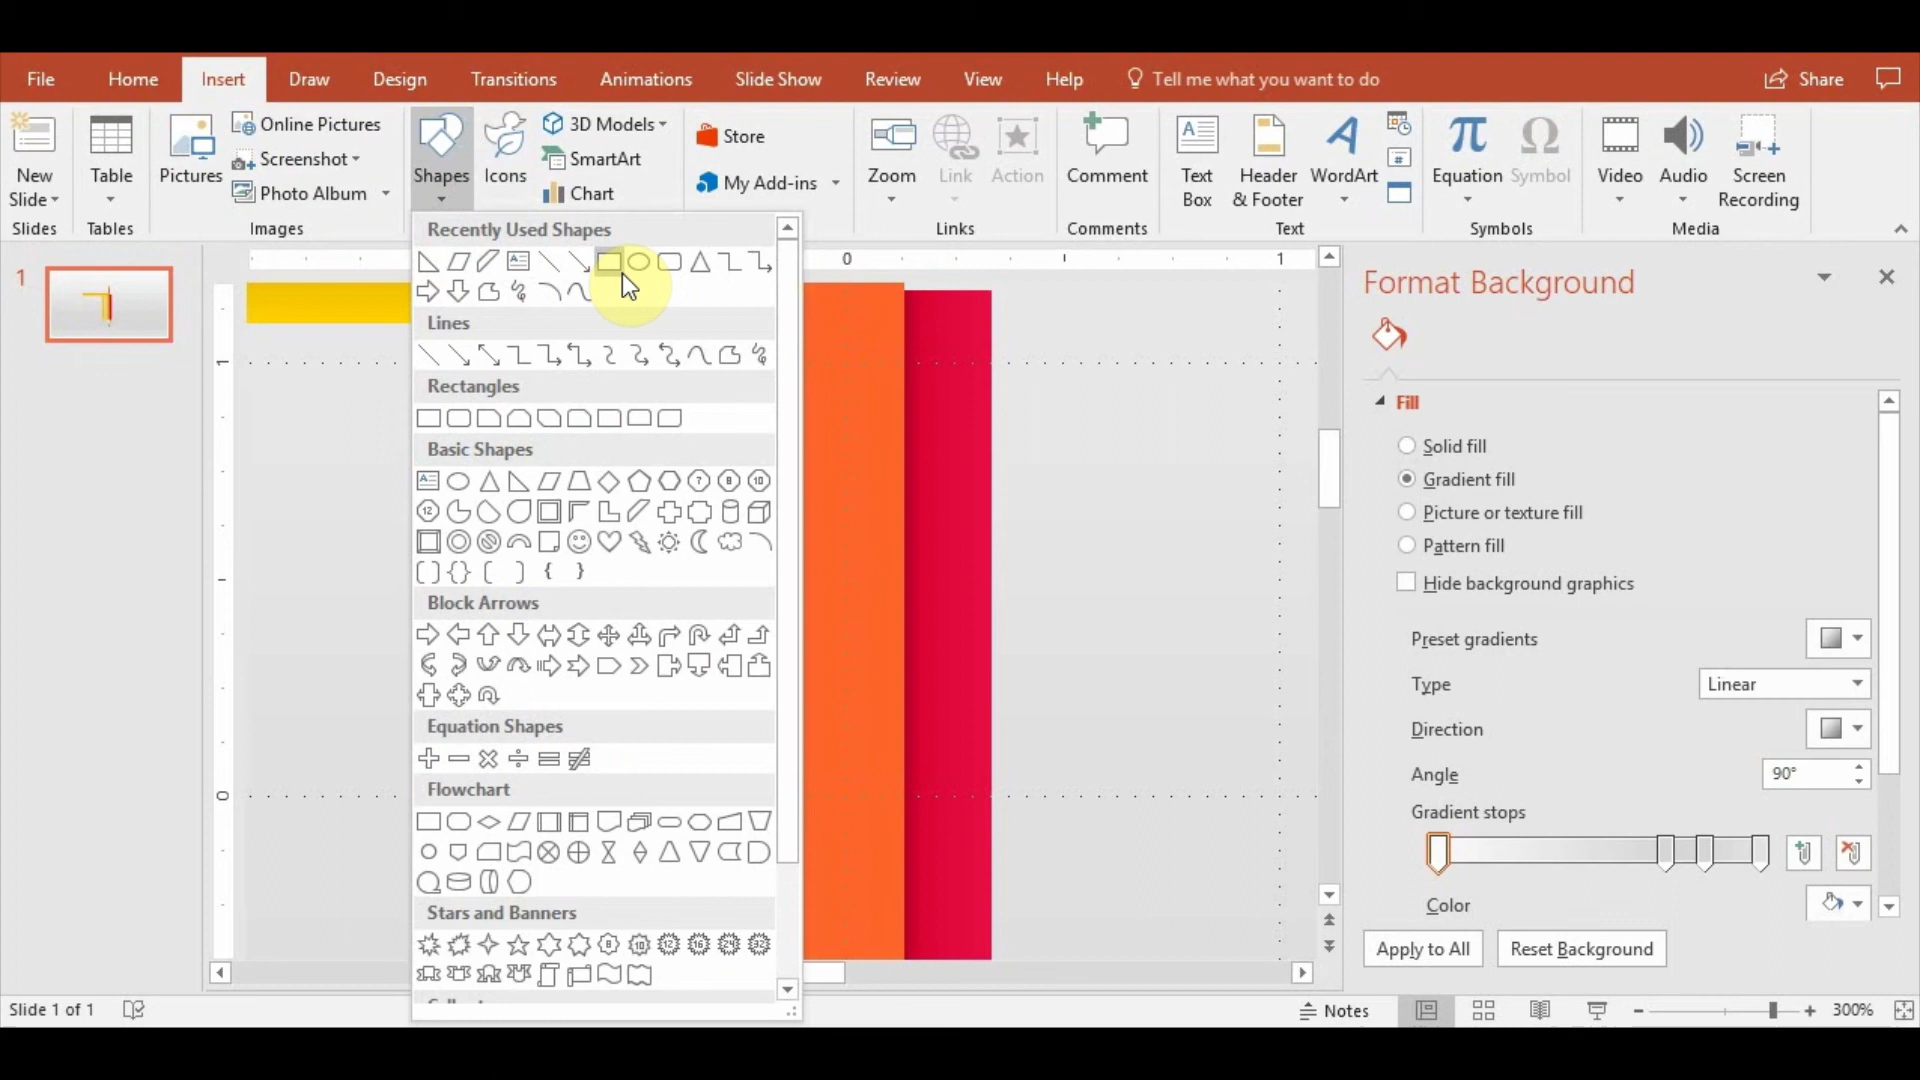 File Home Insert Draw Design Transitions Animations Slide Show Review View Help Tell me what you want to do Share
New Slide
Table
Pictures
Online Pictures
Screenshot
Photo Album
Shapes
Icons
3D Models
SmartArt
Chart
Store
My Add-ins
Zoom
Link
Action
Comment
Text Box
Header & Footer
WordArt
Equation
Symbol
Video
Audio
Screen Recording
Slides Tables Images Links Comments Text Symbols Media
1
Recently Used Shapes
Lines
Rectangles
Basic Shapes
Block Arrows
Equation Shapes
Flowchart
Stars and Banners
0 1
1
0
Format Background
Fill
Solid fill
Gradient fill
Picture or texture fill
Pattern fill
Hide background graphics
Preset gradients
Type Linear
Direction
Angle 90°
Gradient stops
Color
Apply to All Reset Background
Slide 1 of 1 Notes 300%